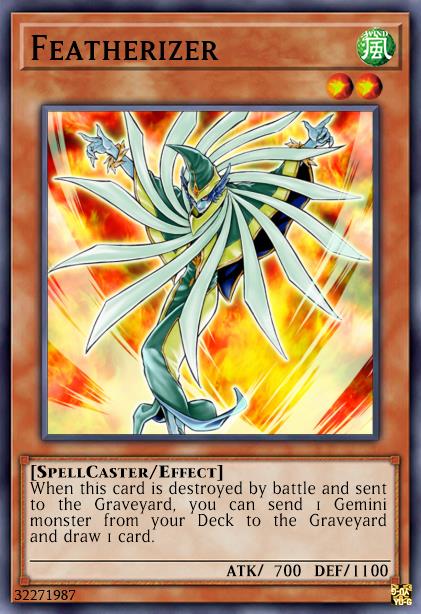 FEATHERIZER
WIND
風
[SPELLCASTER/EFFECT]
When this card is destroyed by battle and sent
to the Graveyard, you can send 1 Gemini
monster from your Deck to the Graveyard
and draw 1 card.
ATK/ 700 DEF/1100
32271987